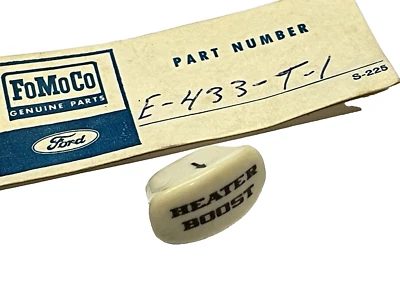 FoMoCo
GENUINE PARTS
Ford
PART NUMBER
E-433-T-1
S-225
HEATER
BOOST